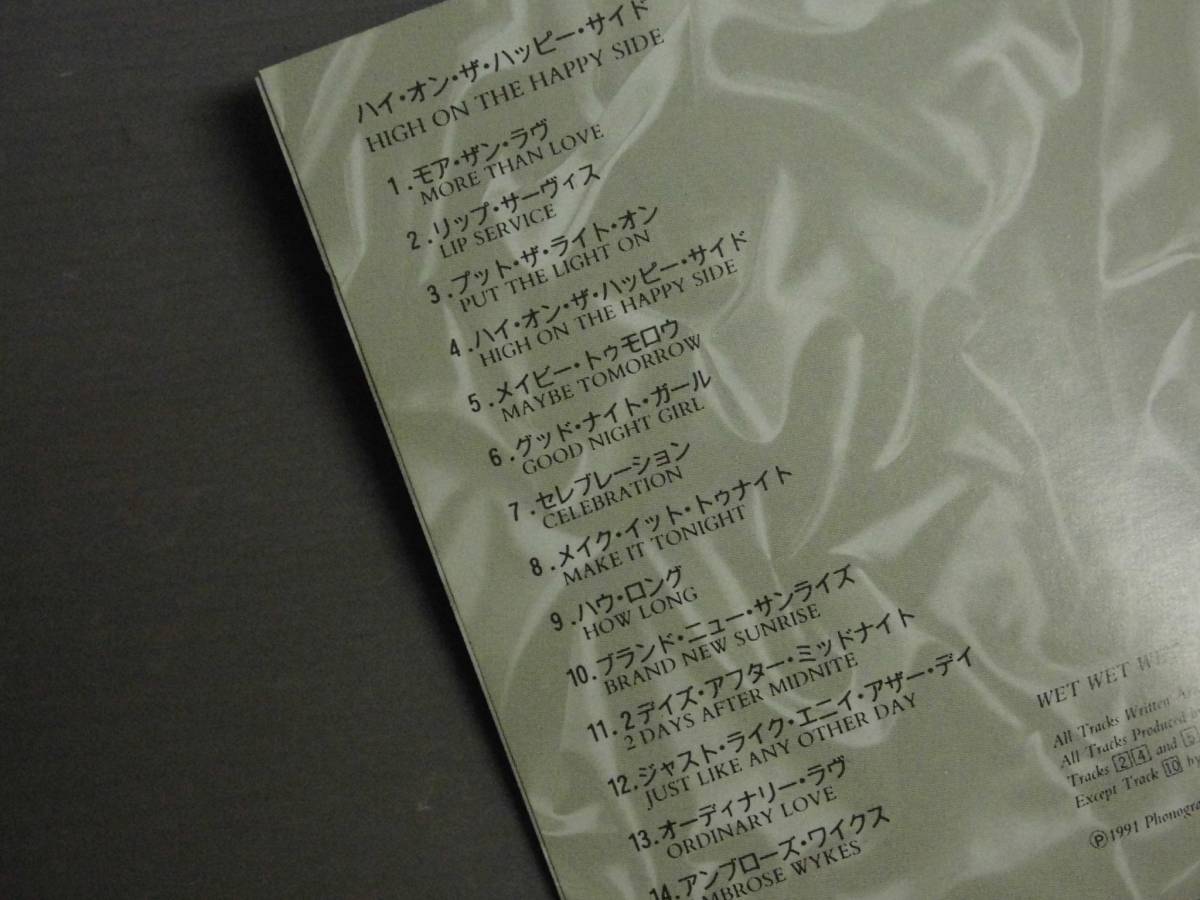 ハイ・オン・ザ・ハッピー・サイド
HIGH ON THE HAPPY SIDE
1.モア・ザン・ラヴ
MORE THAN LOVE
2.リップ・サーヴィス
LIP SERVICE
3.プット・ザ・ライト・オン
PUT THE LIGHT ON
4.ハイ・オン・ザ・ハッピー・サイド
HIGH ON THE HAPPY SIDE
5.メイビー・トゥモロウ
MAYBE TOMORROW
6.グッド・ナイト・ガール
GOOD NIGHT GIRL
7.セレブレーション
CELEBRATION
8.メイク・イット・トゥナイト
MAKE IT TONIGHT
9.ハウ・ロング
HOW LONG
10.ブランド・ニュー・サンライズ
BRAND NEW SUNRISE
11.2デイズ・アフター・ミッドナイト
2 DAYS AFTER MIDNITE
12.ジャスト・ライク・エニイ・アザー・デイ
JUST LIKE ANY OTHER DAY
13.オーディナリー・ラヴ
ORDINARY LOVE
14.アンブローズ・ワイクス
MBROSE WYKES
WET WET WE
All Tracks Written
All Tracks Produced
Tracks 2 4 and 5
Except Track 10 by
Ⓟ1991 Phonogra